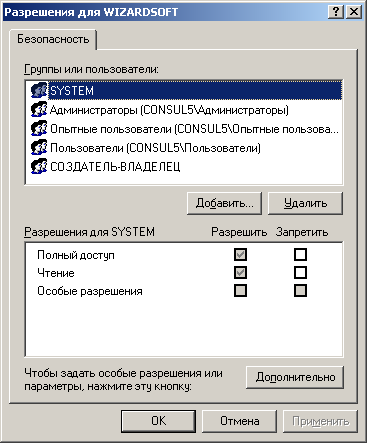 Разрешения для WIZARDSOFT
Безопасность
Группы или пользователи:
SYSTEM
Администраторы (CONSUL5\Администраторы)
Опытные пользователи (CONSUL5\Опытные пользова...
Пользователи (CONSUL5\Пользователи)
СОЗДАТЕЛЬ-ВЛАДЕЛЕЦ
Добавить... Удалить
Разрешения для SYSTEM Разрешить Запретить
Полный доступ
Чтение
Особые разрешения
Чтобы задать особые разрешения или
параметры, нажмите эту кнопку:
Дополнительно
OK Отмена Применить